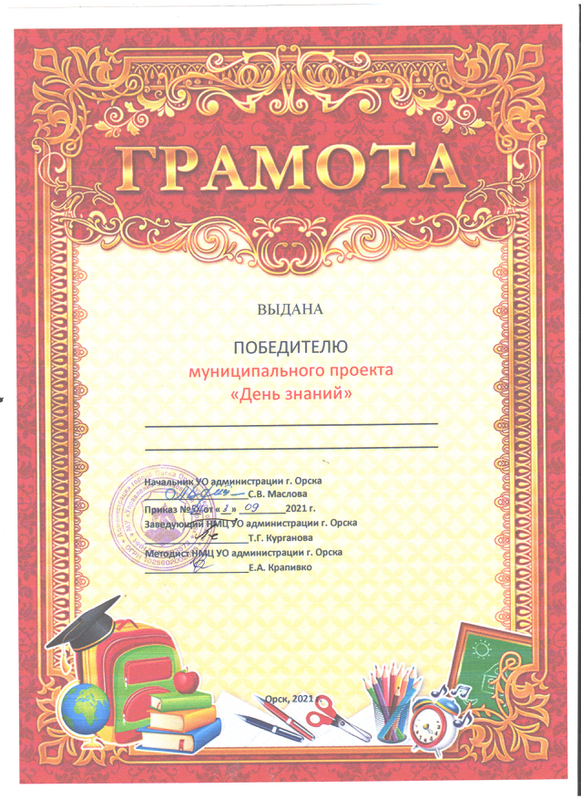 ГРАМОТА
ВЫДАНА
ПОБЕДИТЕЛЮ
муниципального проекта
«День знаний»
Начальник УО администрации г. Орска
С.В. Маслова
Приказ № от « 3 » 09 2021 г.
Заведующий НМЦ УО администрации г. Орска
Т.Г. Курганова
Методист НМЦ УО администрации г. Орска
Е.А. Крапивко
Орск, 2021 г.